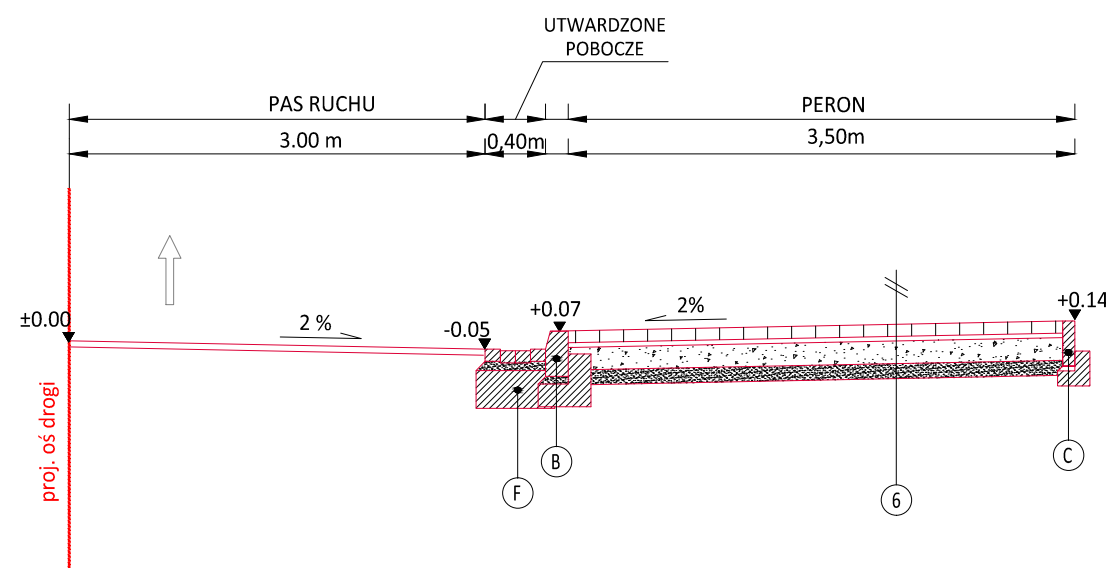 UTWARDZONE
POBOCZE
PAS RUCHU
PERON
3.00 m
0,40m
3,50m
±0.00
2 %
-0.05
+0.07
2%
+0.14
proj. oś drogi
B
C
F
6